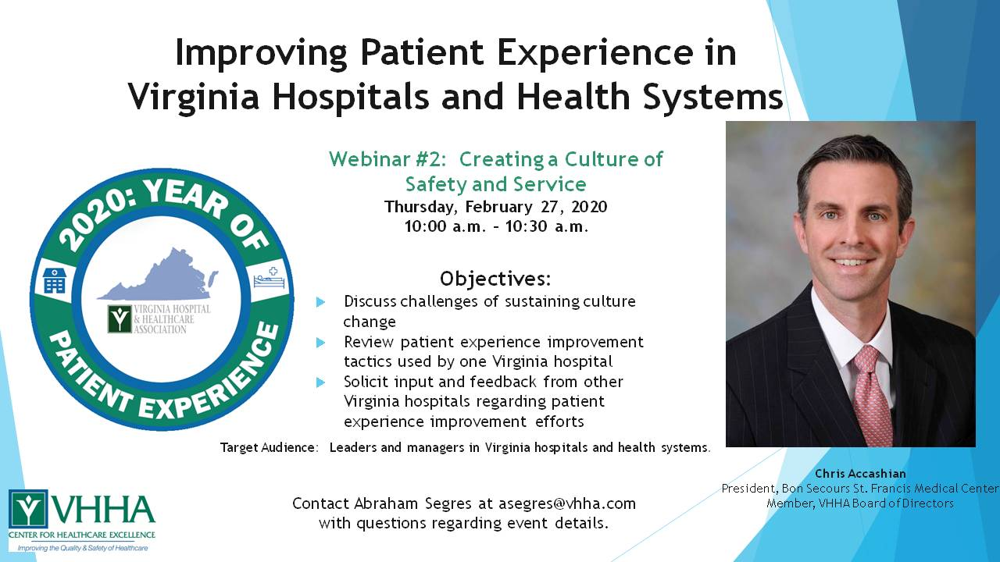 Improving Patient Experience in
Virginia Hospitals and Health Systems
Webinar #2: Creating a Culture of
Safety and Service
Thursday, February 27, 2020
10:00 a.m. – 10:30 a.m.
2020: YEAR OF
PATIENT EXPERIENCE
VIRGINIA HOSPITAL
& HEALTHCARE
ASSOCIATION
Objectives:
Discuss challenges of sustaining culture
change
Review patient experience improvement
tactics used by one Virginia hospital
Solicit input and feedback from other
Virginia hospitals regarding patient
experience improvement efforts
Target Audience: Leaders and managers in Virginia hospitals and health systems.
Chris Accashian
President, Bon Secours St. Francis Medical Center
Member, VHHA Board of Directors
Contact Abraham Segres at asegres@vhha.com
with questions regarding event details.
VHHA
CENTER FOR HEALTHCARE EXCELLENCE
Improving the Quality & Safety of Healthcare